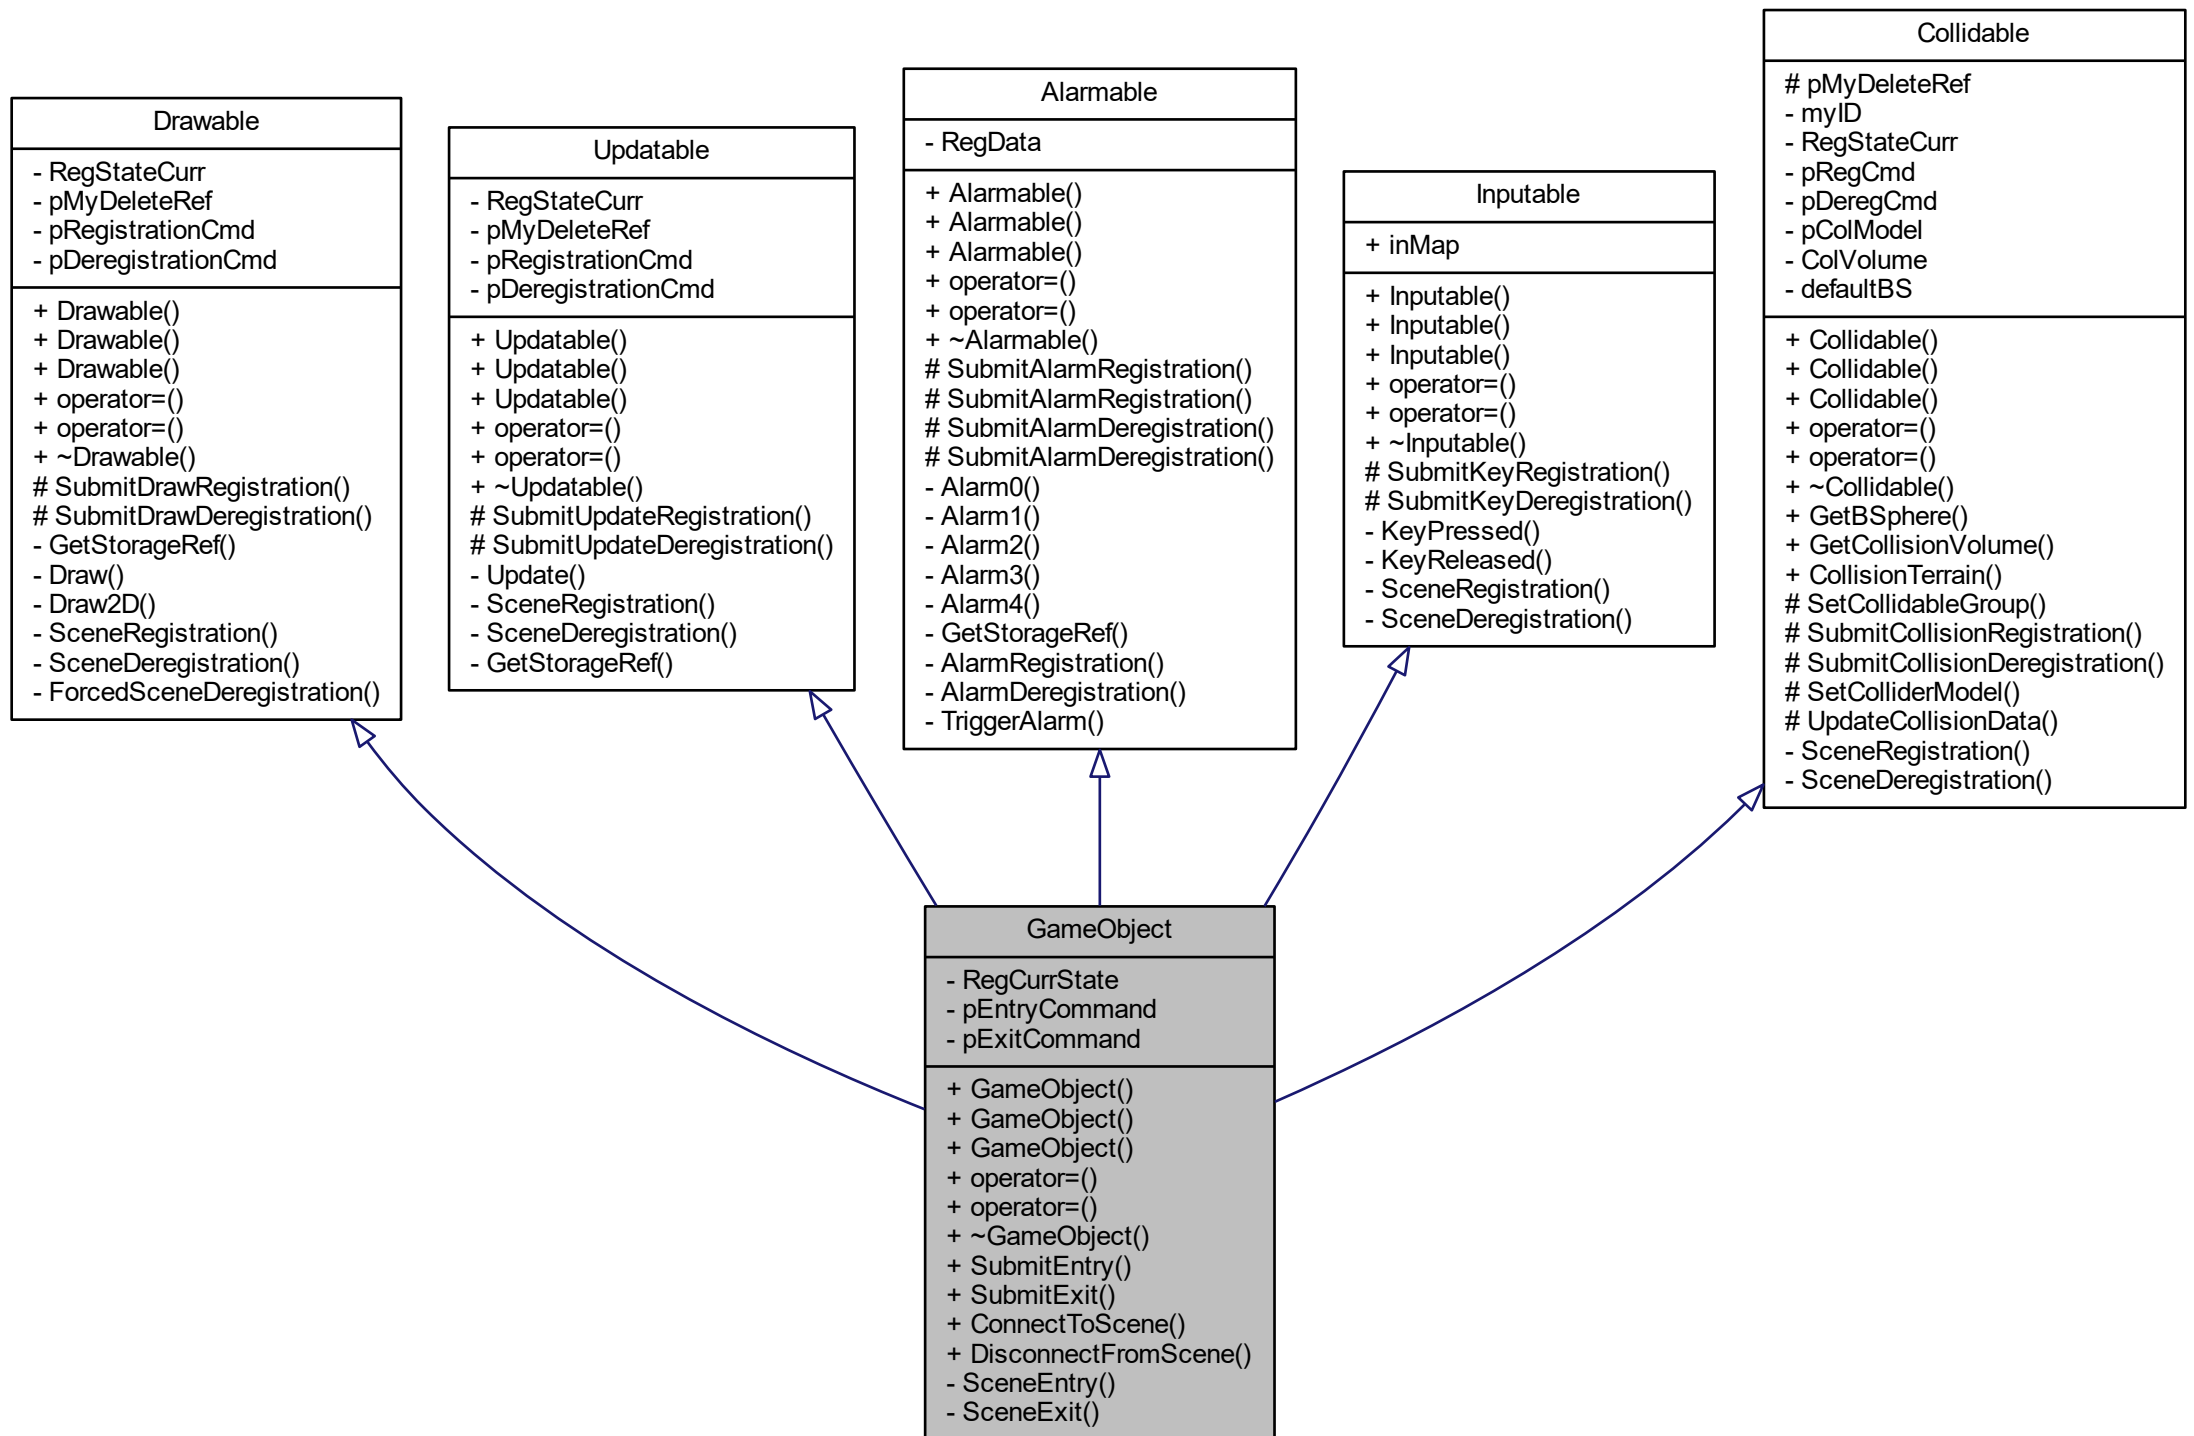 Drawable
- RegStateCurr
- pMyDeleteRef
- pRegistrationCmd
- pDeregistrationCmd
+ Drawable()
+ Drawable()
+ Drawable()
+ operator=()
+ operator=()
+ ~Drawable()
# SubmitDrawRegistration()
# SubmitDrawDeregistration()
- GetStorageRef()
- Draw()
- Draw2D()
- SceneRegistration()
- SceneDeregistration()
- ForcedSceneDeregistration()
Updatable
- RegStateCurr
- pMyDeleteRef
- pRegistrationCmd
- pDeregistrationCmd
+ Updatable()
+ Updatable()
+ Updatable()
+ operator=()
+ operator=()
+ ~Updatable()
# SubmitUpdateRegistration()
# SubmitUpdateDeregistration()
- Update()
- SceneRegistration()
- SceneDeregistration()
- GetStorageRef()
Alarmable
- RegData
+ Alarmable()
+ Alarmable()
+ Alarmable()
+ operator=()
+ operator=()
+ ~Alarmable()
# SubmitAlarmRegistration()
# SubmitAlarmRegistration()
# SubmitAlarmDeregistration()
# SubmitAlarmDeregistration()
- Alarm0()
- Alarm1()
- Alarm2()
- Alarm3()
- Alarm4()
- GetStorageRef()
- AlarmRegistration()
- AlarmDeregistration()
- TriggerAlarm()
Inputable
+ inMap
+ Inputable()
+ Inputable()
+ Inputable()
+ operator=()
+ operator=()
+ ~Inputable()
# SubmitKeyRegistration()
# SubmitKeyDeregistration()
- KeyPressed()
- KeyReleased()
- SceneRegistration()
- SceneDeregistration()
Collidable
# pMyDeleteRef
- myID
- RegStateCurr
- pRegCmd
- pDeregCmd
- pColModel
- ColVolume
- defaultBS
+ Collidable()
+ Collidable()
+ Collidable()
+ operator=()
+ operator=()
+ ~Collidable()
+ GetBSphere()
+ GetCollisionVolume()
+ CollisionTerrain()
# SetCollidableGroup()
# SubmitCollisionRegistration()
# SubmitCollisionDeregistration()
# SetColliderModel()
# UpdateCollisionData()
- SceneRegistration()
- SceneDeregistration()
GameObject
- RegCurrState
- pEntryCommand
- pExitCommand
+ GameObject()
+ GameObject()
+ GameObject()
+ operator=()
+ operator=()
+ ~GameObject()
+ SubmitEntry()
+ SubmitExit()
+ ConnectToScene()
+ DisconnectFromScene()
- SceneEntry()
- SceneExit()